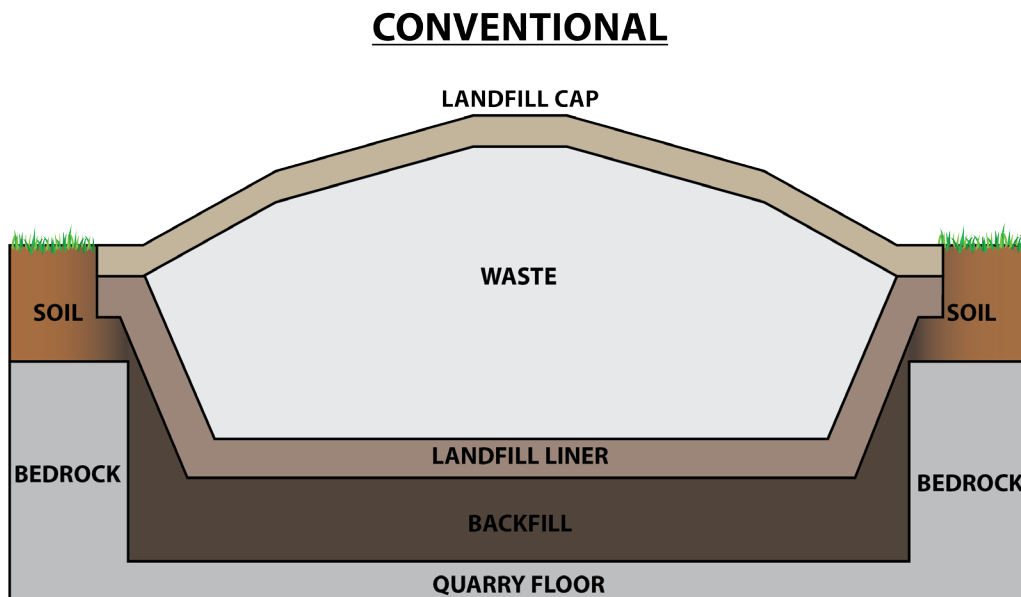 CONVENTIONAL
LANDFILL CAP
WASTE
SOIL
SOIL
LANDFILL LINER
BEDROCK
BEDROCK
BACKFILL
QUARRY FLOOR